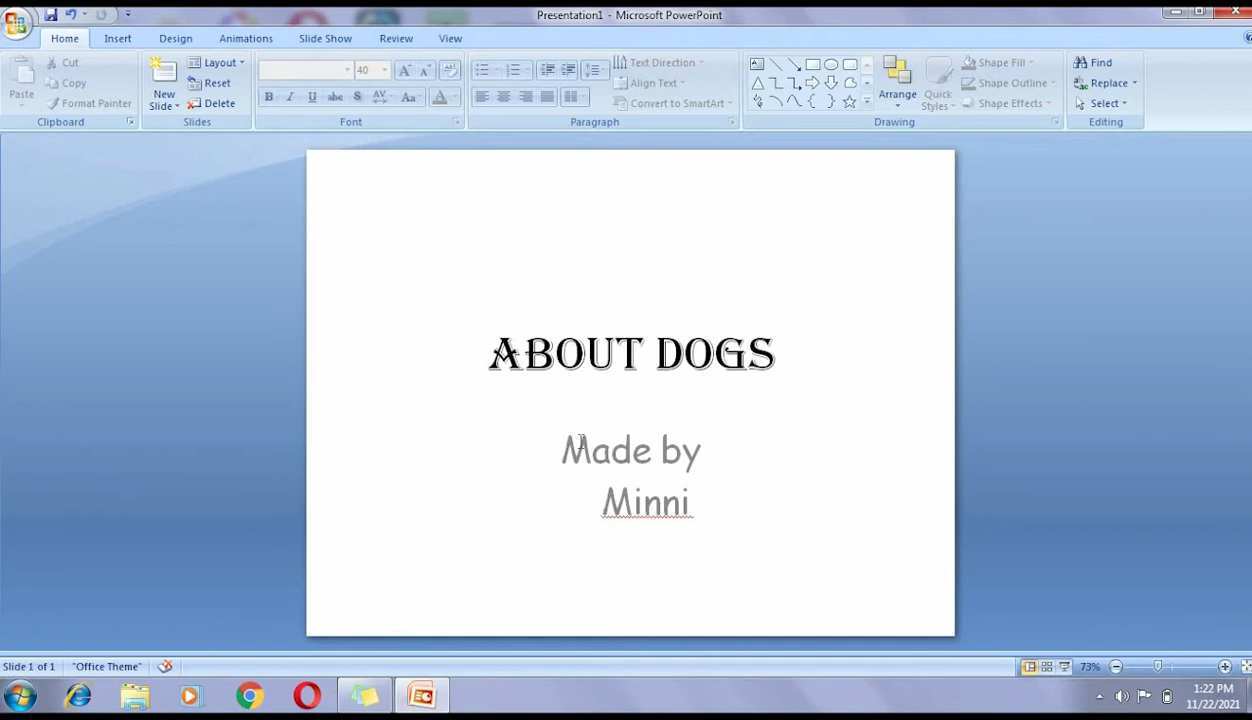 Presentation1 - Microsoft PowerPoint
Home Insert Design Animations Slide Show Review View
Paste
Cut
Copy
Format Painter
Clipboard
New
Slide
Layout
Reset
Delete
Slides
40
B I U abc S AV Aa A
Font
Text Direction
Align Text
Convert to SmartArt
Paragraph
Arrange
Quick
Styles
Shape Fill
Shape Outline
Shape Effects
Drawing
Find
Replace
Select
Editing
ABOUT DOGS
Made by
Minni
Slide 1 of 1 "Office Theme" 73%
1:22 PM
11/22/2021